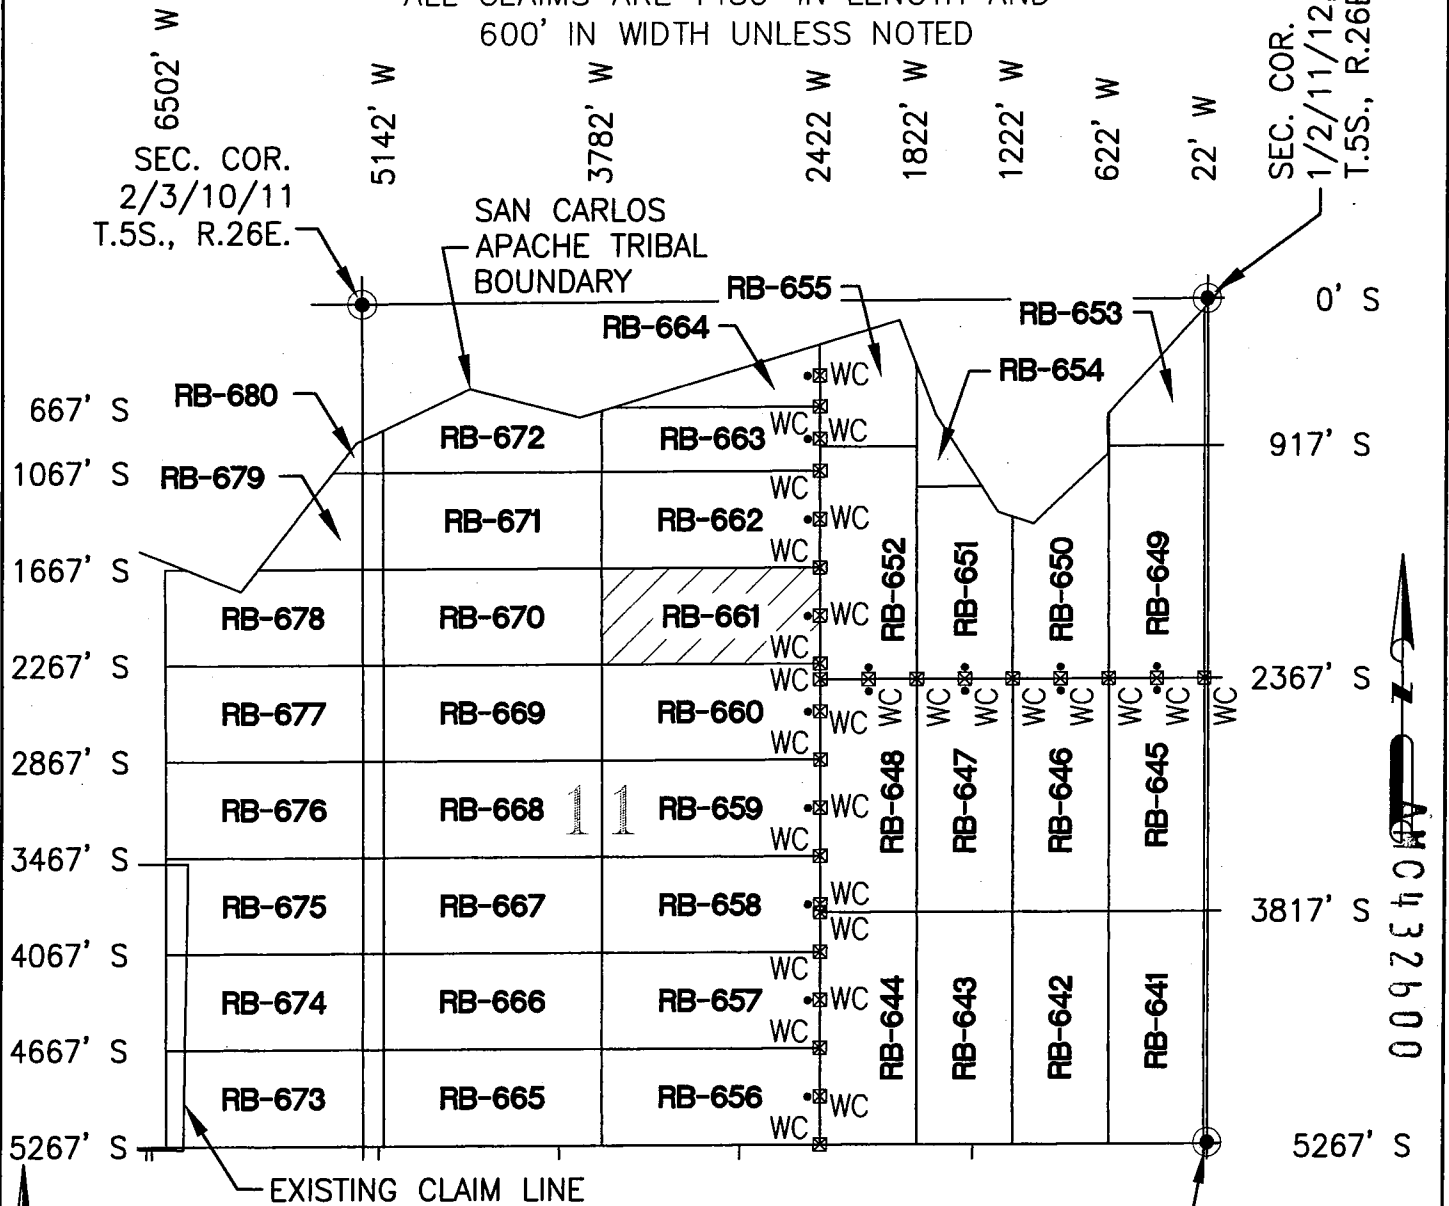 ALL CLAIMS ARE 1450' IN LENGTH AND
600' IN WIDTH UNLESS NOTED
6502' W
5142' W
3782' W
2422' W
1822' W
1222' W
622' W
22' W
SEC. COR.
1/2/11/12
T.5S., R.26E
SEC. COR.
2/3/10/11
T.5S., R.26E.
SAN CARLOS
APACHE TRIBAL
BOUNDARY
RB-655
0' S
RB-653
RB-664
RB-654
WC
RB-680
667' S
RB-672
RB-663
WC
WC
917' S
1067' S
RB-679
WC
RB-671
RB-662
WC
WC
RB-652
RB-651
RB-650
RB-649
1667' S
RB-678
RB-670
RB-661
WC
WC
2267' S
WC
2367' S
WC
WC
WC
WC
WC
WC
WC
WC
RB-677
RB-669
RB-660
WC
WC
2867' S
RB-676
RB-668
11
RB-659
WC
WC
RB-648
RB-647
RB-646
RB-645
3467' S
RB-675
RB-667
RB-658
WC
WC
3817' S
4067' S
WC
RB-674
RB-666
RB-657
WC
WC
RB-644
RB-643
RB-642
RB-641
4667' S
RB-673
RB-665
RB-656
WC
WC
5267' S
5267' S
EXISTING CLAIM LINE
N
AMC432600